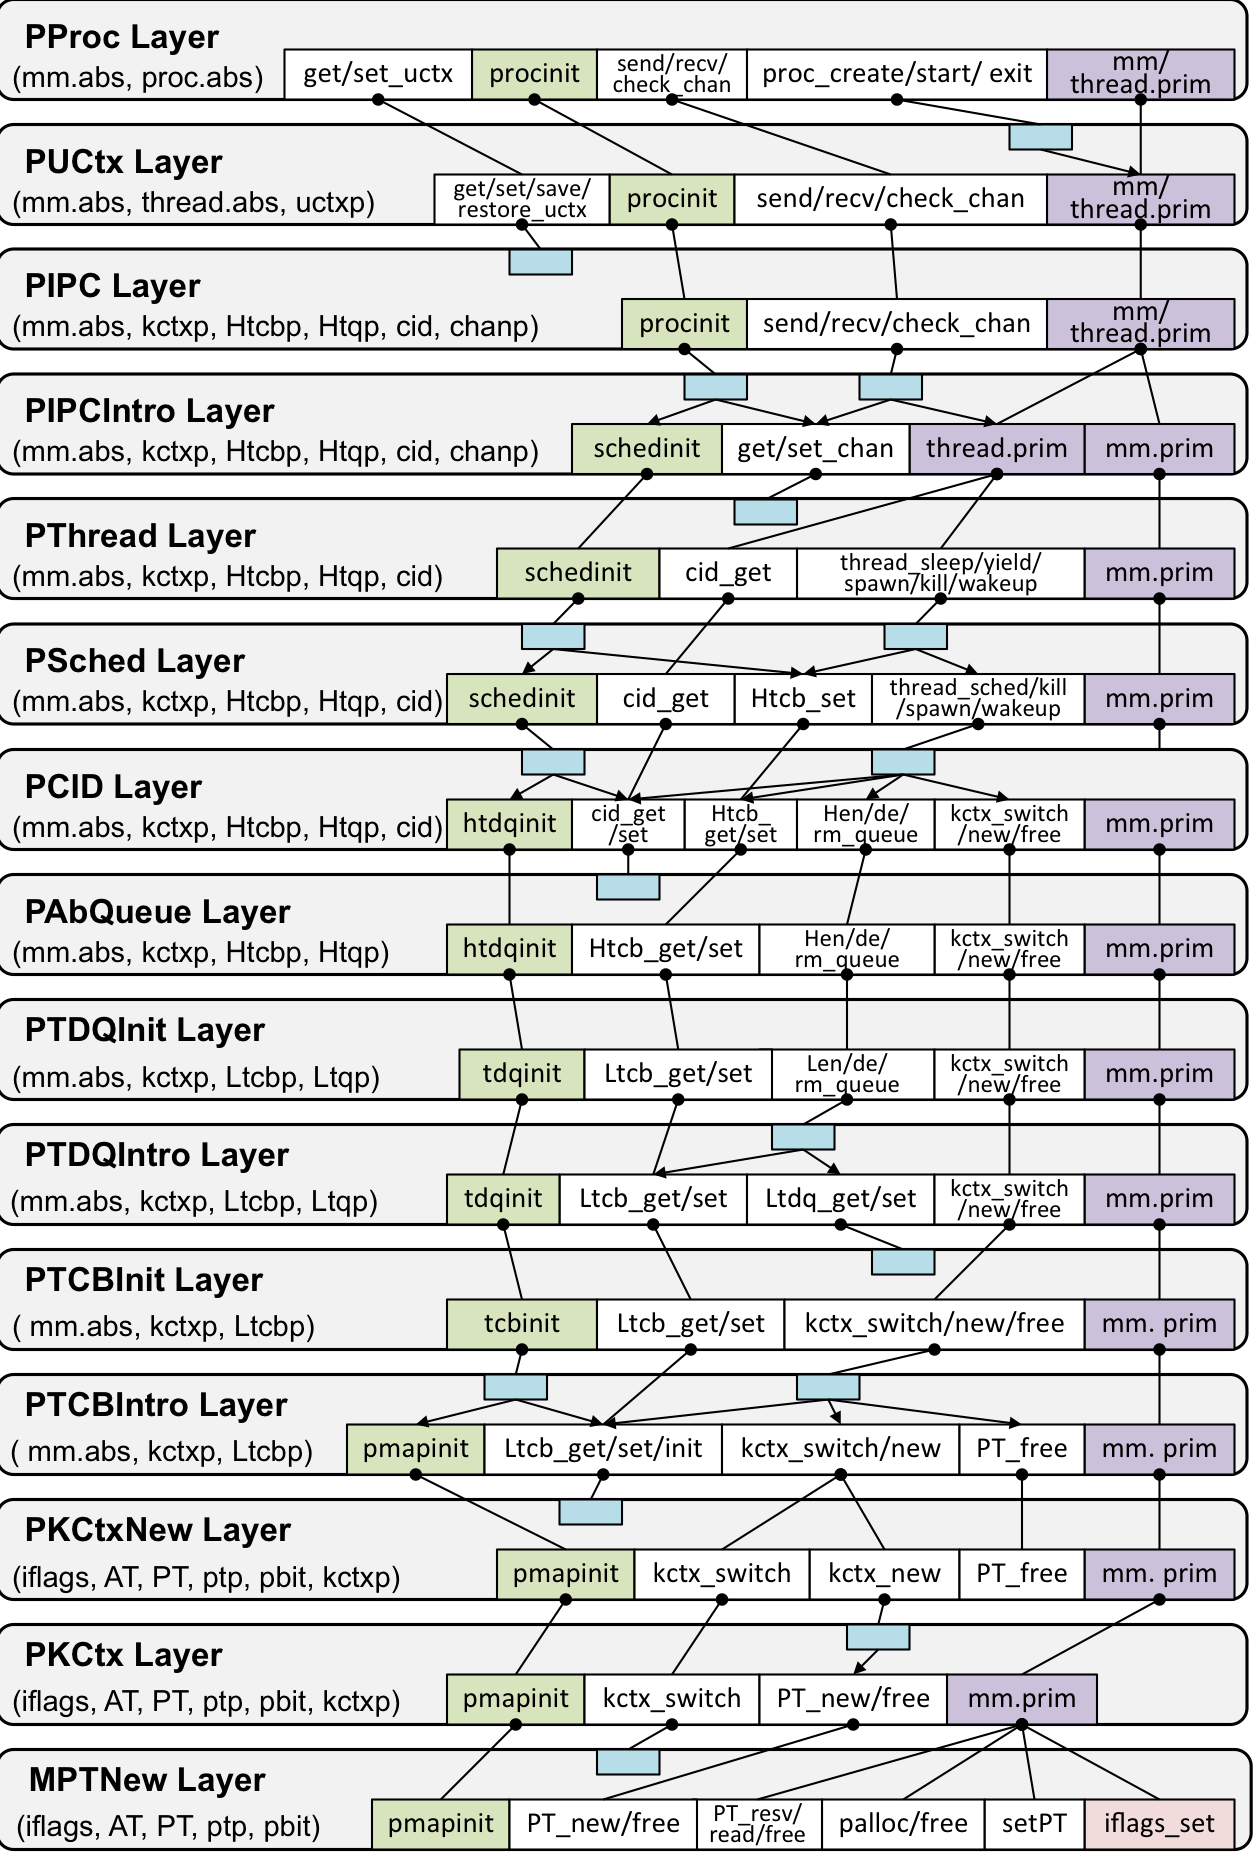 PProc Layer
(mm.abs, proc.abs)
get/set_uctx
procinit
send/recv/
check_chan
proc_create/start/ exit
mm/
thread.prim
PUCtx Layer
(mm.abs, thread.abs, uctxp)
get/set/save/
restore_uctx
procinit
send/recv/check_chan
mm/
thread.prim
PIPC Layer
(mm.abs, kctxp, Htcbp, Htqp, cid, chanp)
procinit
send/recv/check_chan
mm/
thread.prim
PIPCIntro Layer
(mm.abs, kctxp, Htcbp, Htqp, cid, chanp)
schedinit
get/set_chan
thread.prim
mm.prim
PThread Layer
(mm.abs, kctxp, Htcbp, Htqp, cid)
schedinit
cid_get
thread_sleep/yield/
spawn/kill/wakeup
mm.prim
PSched Layer
(mm.abs, kctxp, Htcbp, Htqp, cid)
schedinit
cid_get
Htcb_set
thread_sched/kill
/spawn/wakeup
mm.prim
PCID Layer
(mm.abs, kctxp, Htcbp, Htqp, cid)
htdqinit
cid_get
/set
Htcb_
get/set
Hen/de/
rm_queue
kctx_switch
/new/free
mm.prim
PAbQueue Layer
(mm.abs, kctxp, Htcbp, Htqp)
htdqinit
Htcb_get/set
Hen/de/
rm_queue
kctx_switch
/new/free
mm.prim
PTDQInit Layer
(mm.abs, kctxp, Ltcbp, Ltqp)
tdqinit
Ltcb_get/set
Len/de/
rm_queue
kctx_switch
/new/free
mm.prim
PTDQIntro Layer
(mm.abs, kctxp, Ltcbp, Ltqp)
tdqinit
Ltcb_get/set
Ltdq_get/set
kctx_switch
/new/free
mm.prim
PTCBInit Layer
( mm.abs, kctxp, Ltcbp)
tcbinit
Ltcb_get/set
kctx_switch/new/free
mm. prim
PTCBIntro Layer
( mm.abs, kctxp, Ltcbp)
pmapinit
Ltcb_get/set/init
kctx_switch/new
PT_free
mm. prim
PKCtxNew Layer
(iflags, AT, PT, ptp, pbit, kctxp)
pmapinit
kctx_switch
kctx_new
PT_free
mm. prim
PKCtx Layer
(iflags, AT, PT, ptp, pbit, kctxp)
pmapinit
kctx_switch
PT_new/free
mm.prim
MPTNew Layer
(iflags, AT, PT, ptp, pbit)
pmapinit
PT_new/free
PT_resv/
read/free
palloc/free
setPT
iflags_set